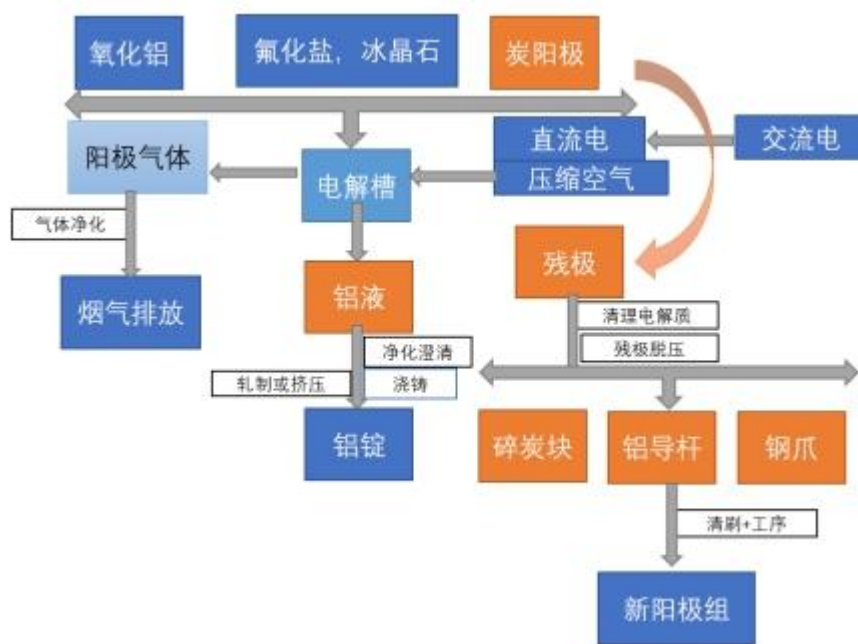 氧化铝
氟化盐，冰晶石
炭阳极
阳极气体
电解槽
直流电
压缩空气
交流电
气体净化
烟气排放
铝液
残极
清理电解质
残极脱压
净化澄清
轧制或挤压
浇铸
铝锭
碎炭块
铝导杆
钢爪
清刷+工序
新阳极组